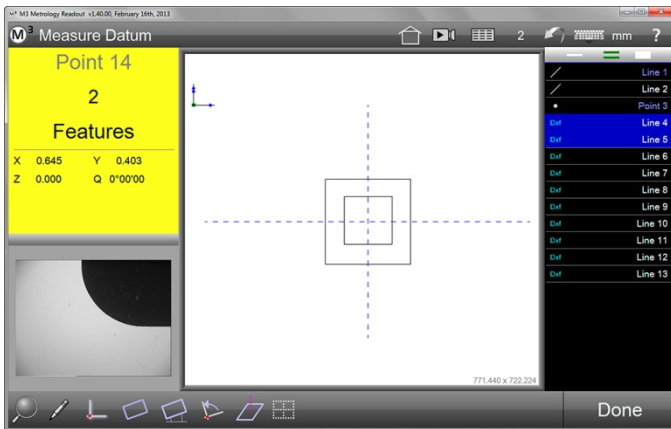 M3 Metrology Readout v1.40.00, February 16th, 2013
M3 Measure Datum 2 mm ?
Point 14
2
Features
X 0.645 Y 0.403
Z 0.000 Q 0°00'00
771.440 x 722.224
Line 1
Line 2
Point 3
Dxf Line 4
Dxf Line 5
Dxf Line 6
Dxf Line 7
Dxf Line 8
Dxf Line 9
Dxf Line 10
Dxf Line 11
Dxf Line 12
Dxf Line 13
Done